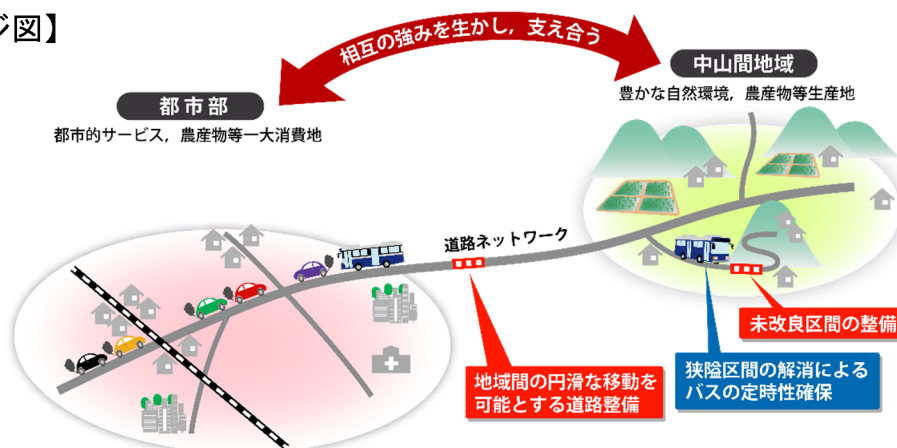 ジ図】
相互の強みを生かし，支え合う
都市部
都市的サービス，農産物等一大消費地
中山間地域
豊かな自然環境，農産物等生産地
道路ネットワーク
地域間の円滑な移動を
可能とする道路整備
狭隘区間の解消による
バスの定時性確保
未改良区間の整備